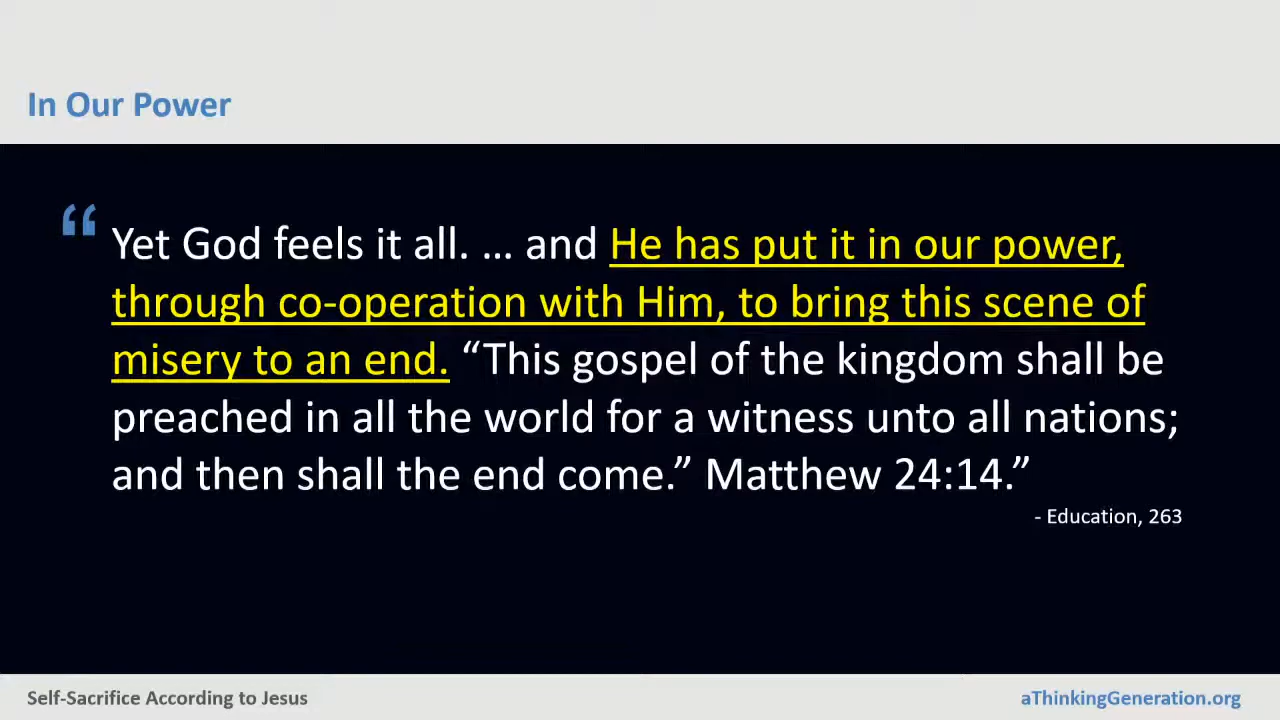 In Our Power
“
Yet God feels it all. ... and He has put it in our power,
through co-operation with Him, to bring this scene of
misery to an end. “This gospel of the kingdom shall be
preached in all the world for a witness unto all nations;
and then shall the end come.” Matthew 24:14.”
- Education, 263
Self-Sacrifice According to Jesus
aThinkingGeneration.org